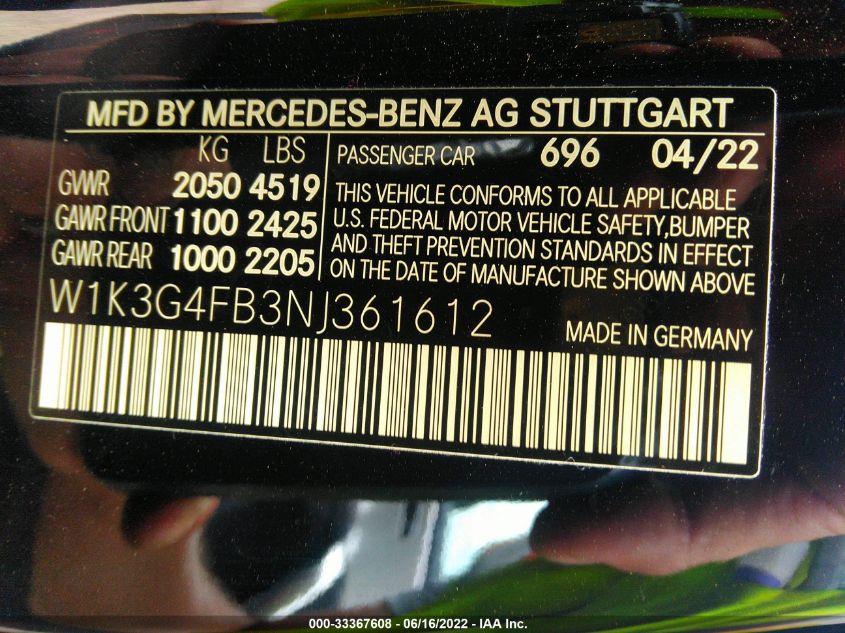 MFD BY MERCEDES-BENZ AG STUTTGART
KG LBS
GVWR 2050 4519
GAWR FRONT 1100 2425
GAWR REAR 1000 2205
PASSENGER CAR 696 04/22
THIS VEHICLE CONFORMS TO ALL APPLICABLE
U.S. FEDERAL MOTOR VEHICLE SAFETY,BUMPER
AND THEFT PREVENTION STANDARDS IN EFFECT
ON THE DATE OF MANUFACTURE SHOWN ABOVE
W1K3G4FB3NJ361612
MADE IN GERMANY
000-33367608 - 06/16/2022 - IAA Inc.